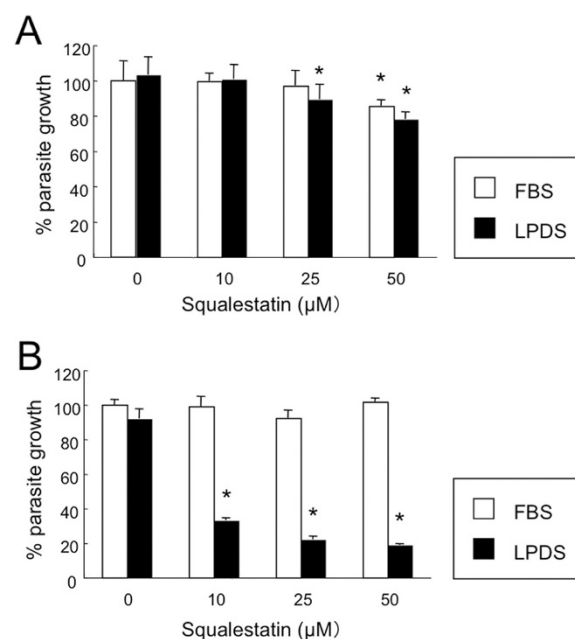 A
120
100
80
60
40
20
0
% parasite growth
* * *
0 10 25 50
Squalestatin (μM)
FBS
LPDS
B
120
100
80
60
40
20
0
% parasite growth
* * *
0 10 25 50
Squalestatin (μM)
FBS
LPDS